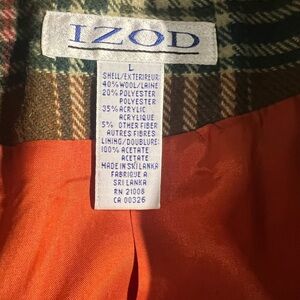 IZOD
L
SHELL/EXTERIEUR:
40% WOOL/LAINE
20% POLYESTER
POLYESTER
35% ACRYLIC
ACRYLIQUE
5% OTHER FIBER
AUTRES FIBRES
LINING/DOUBLURE:
100% ACETATE
ACETATE
MADE IN SRI LANKA
FABRIQUE A
SRI LANKA
RN 21008
CA 00326